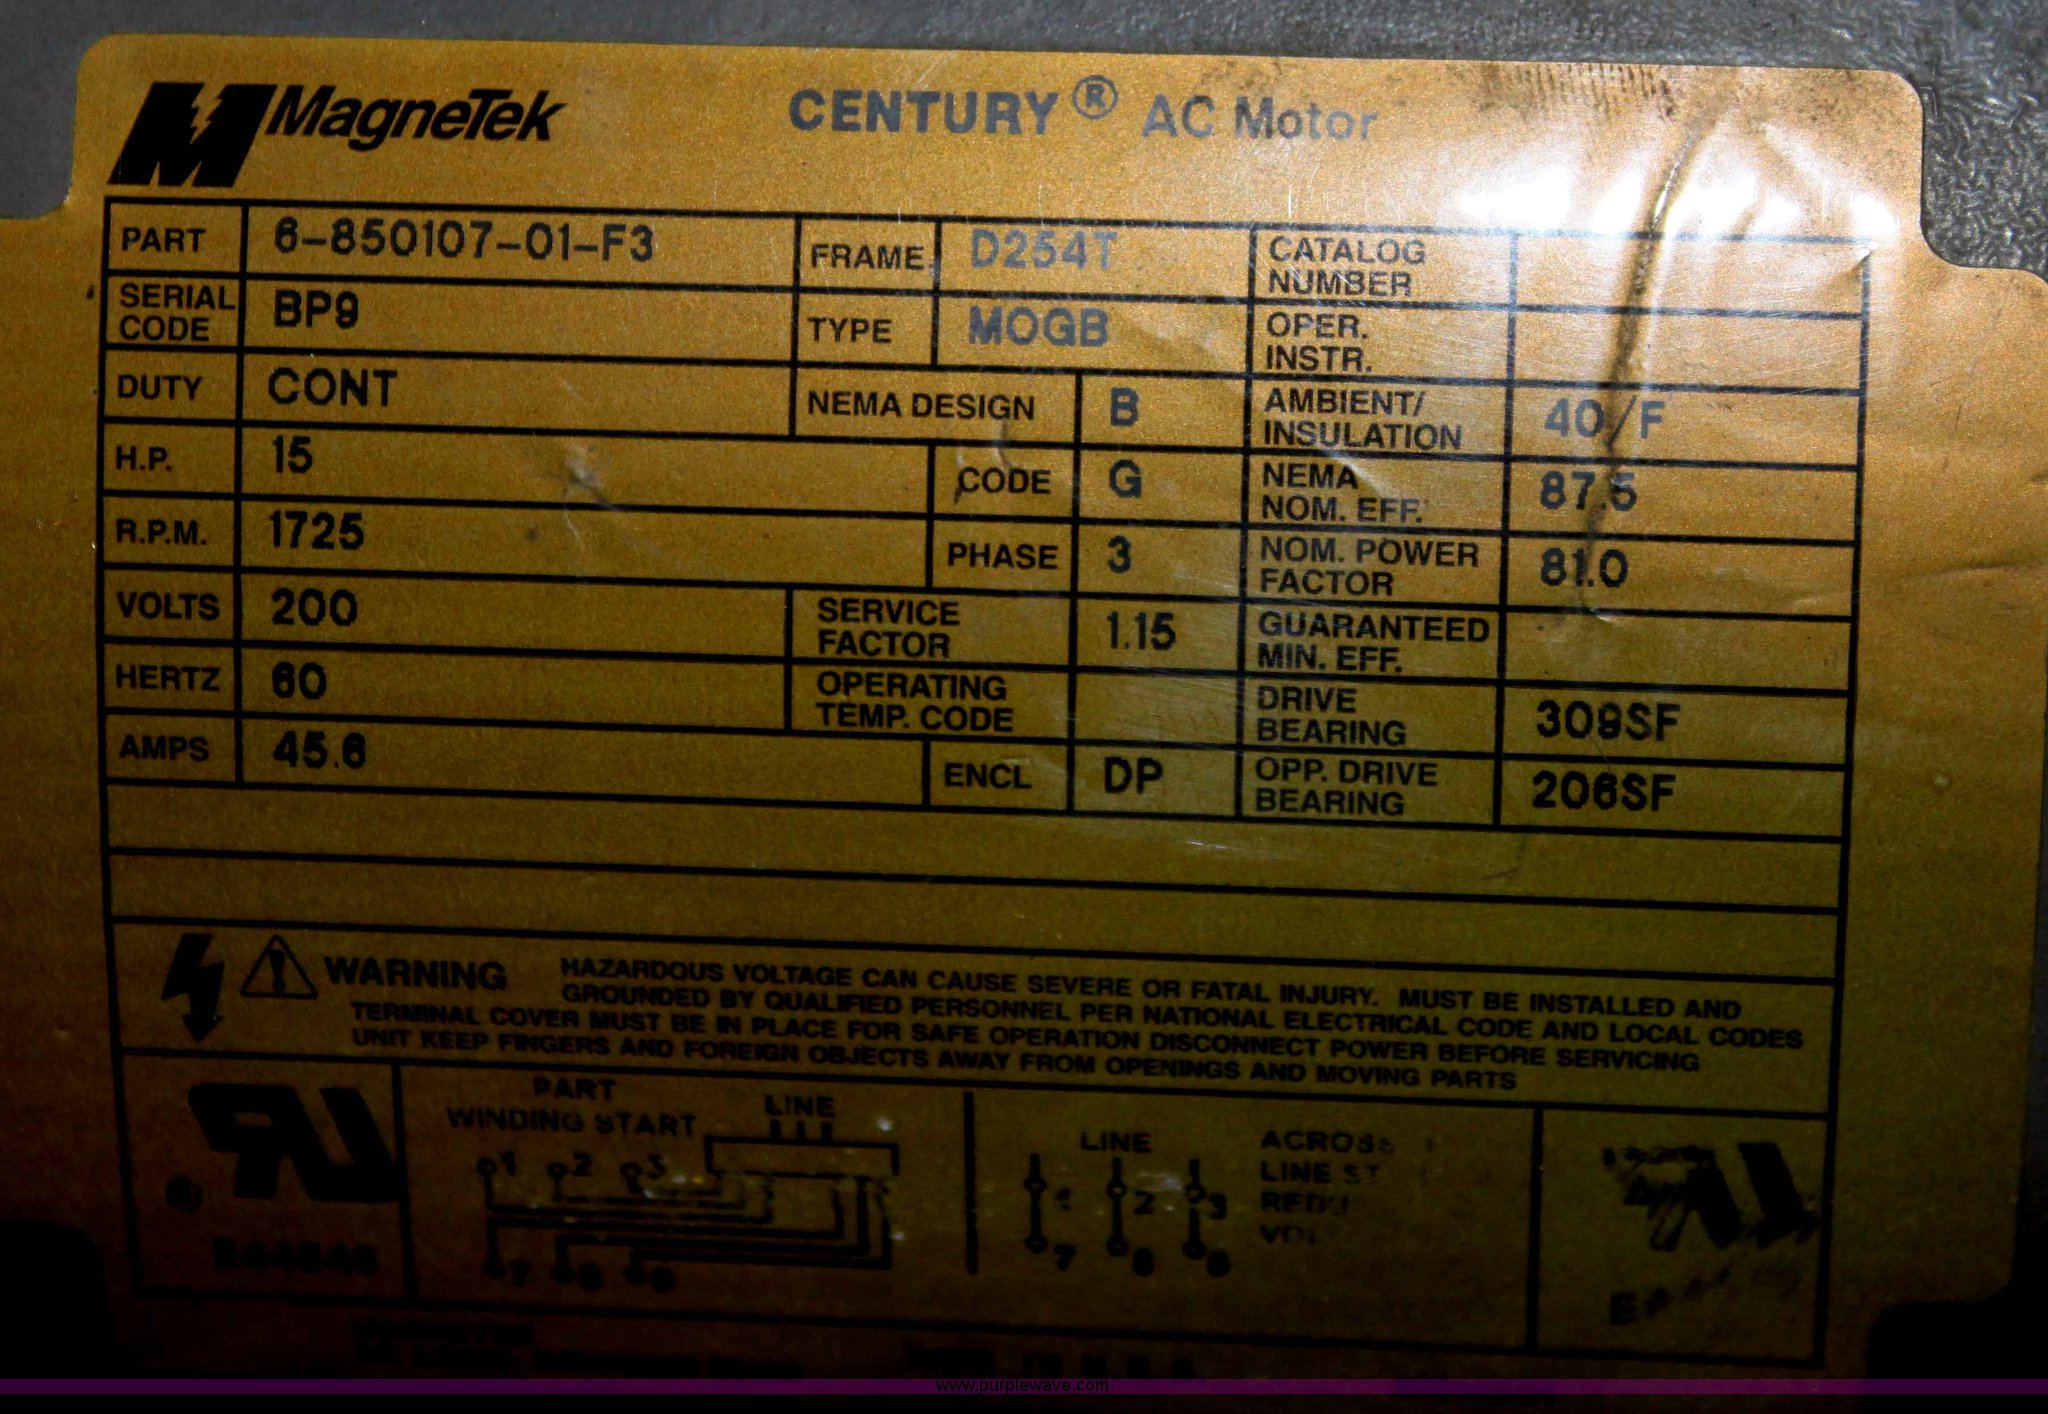 MagneTek CENTURY® AC Motor
PART 6-850107-01-F3 FRAME D254T CATALOG NUMBER
SERIAL CODE BP9 TYPE MOGB OPER. INSTR.
DUTY CONT NEMA DESIGN B AMBIENT/ INSULATION 40/F
H.P. 15 CODE G NEMA NOM. EFF. 87.5
R.P.M. 1725 PHASE 3 NOM. POWER FACTOR 81.0
VOLTS 200 SERVICE FACTOR 1.15 GUARANTEED MIN. EFF.
HERTZ 60 OPERATING TEMP. CODE DRIVE BEARING 309SF
AMPS 45.6 ENCL DP OPP. DRIVE BEARING 206SF
WARNING HAZARDOUS VOLTAGE CAN CAUSE SEVERE OR FATAL INJURY. MUST BE INSTALLED AND
GROUNDED BY QUALIFIED PERSONNEL PER NATIONAL ELECTRICAL CODE AND LOCAL CODES
TERMINAL COVER MUST BE IN PLACE FOR SAFE OPERATION DISCONNECT POWER BEFORE SERVICING
UNIT KEEP FINGERS AND FOREIGN OBJECTS AWAY FROM OPENINGS AND MOVING PARTS
PART
WINDING START LINE
1 2 3
7 8 9
LINE ACROSS
LINE
1 2 3
7 8 9
www.purplewave.com